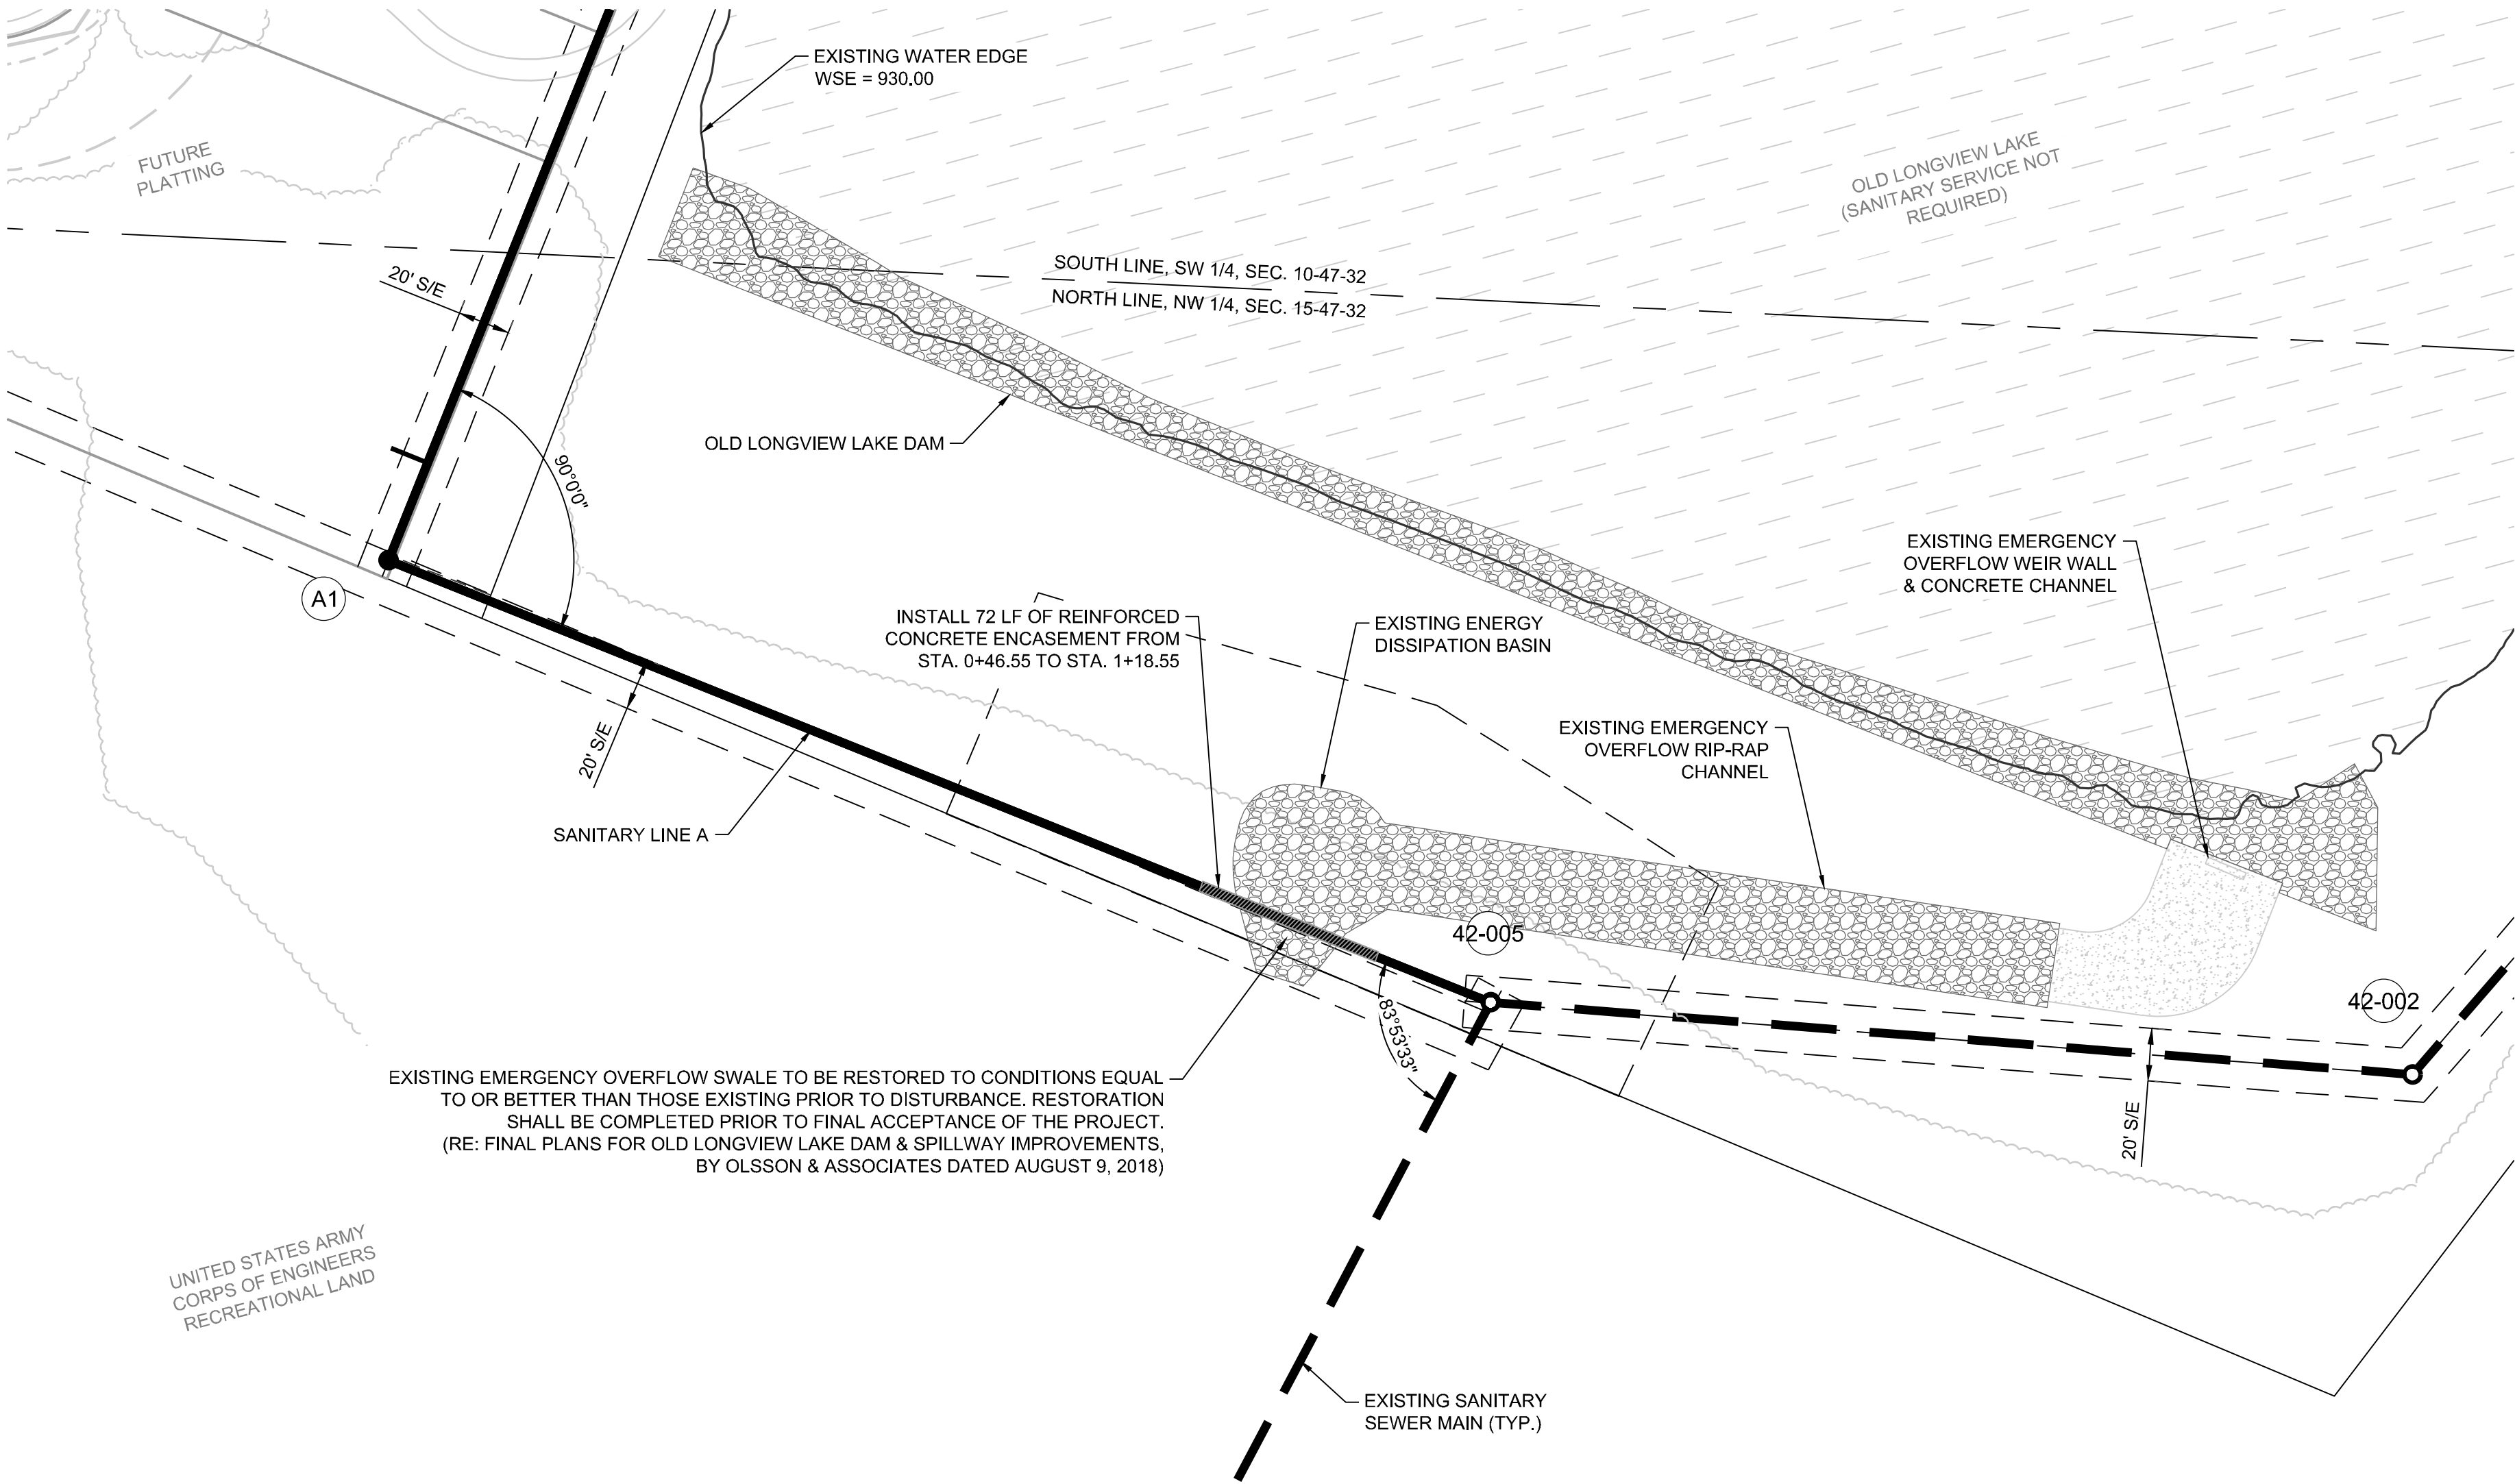 EXISTING WATER EDGE
WSE = 930.00
FUTURE
PLATTING
OLD LONGVIEW LAKE
(SANITARY SERVICE NOT
REQUIRED)
20' S/E
SOUTH LINE, SW 1/4, SEC. 10-47-32
NORTH LINE, NW 1/4, SEC. 15-47-32
OLD LONGVIEW LAKE DAM
90°0'0"
A1
EXISTING EMERGENCY
OVERFLOW WEIR WALL
& CONCRETE CHANNEL
INSTALL 72 LF OF REINFORCED
CONCRETE ENCASEMENT FROM
STA. 0+46.55 TO STA. 1+18.55
EXISTING ENERGY
DISSIPATION BASIN
20' S/E
EXISTING EMERGENCY
OVERFLOW RIP-RAP
CHANNEL
SANITARY LINE A
42-005
42-002
83°53'33"
EXISTING EMERGENCY OVERFLOW SWALE TO BE RESTORED TO CONDITIONS EQUAL
TO OR BETTER THAN THOSE EXISTING PRIOR TO DISTURBANCE. RESTORATION
SHALL BE COMPLETED PRIOR TO FINAL ACCEPTANCE OF THE PROJECT.
(RE: FINAL PLANS FOR OLD LONGVIEW LAKE DAM & SPILLWAY IMPROVEMENTS,
BY OLSSON & ASSOCIATES DATED AUGUST 9, 2018)
20' S/E
UNITED STATES ARMY
CORPS OF ENGINEERS
RECREATIONAL LAND
EXISTING SANITARY
SEWER MAIN (TYP.)